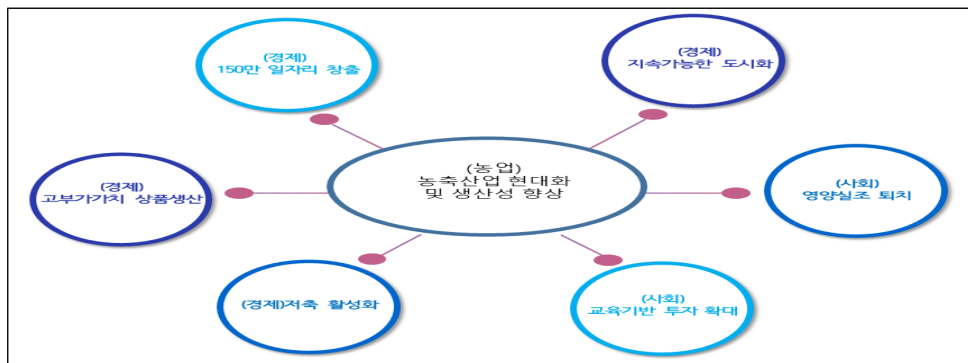 (경제)
150만 일자리 창출
(경제)
지속가능한 도시화
(농업)
농축산업 현대화
및 생산성 향상
(경제)
고부가가치 상품생산
(사회)
영양실조 퇴치
(경제)저축 활성화
(사회)
교육기반 투자 확대